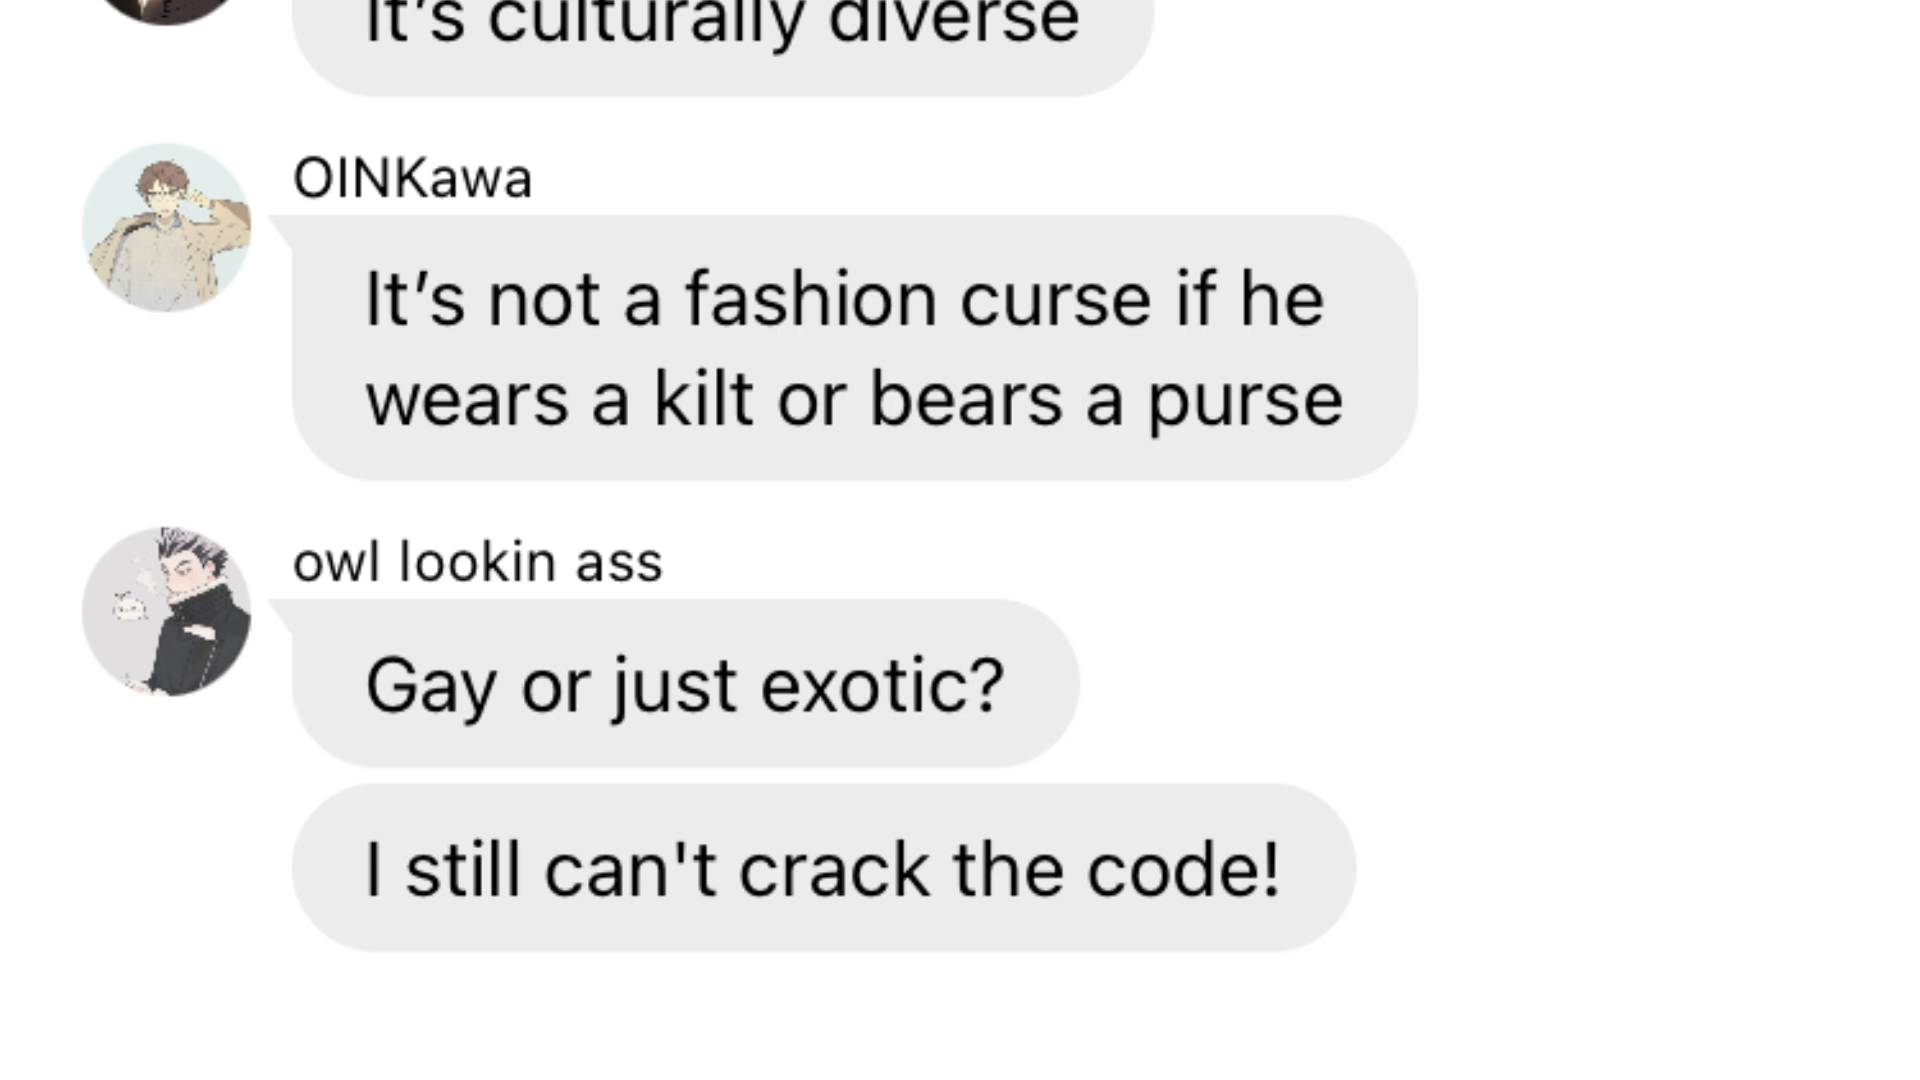 It’s culturally diverse
OINKawa
It’s not a fashion curse if he
wears a kilt or bears a purse
owl lookin ass
Gay or just exotic?
I still can't crack the code!